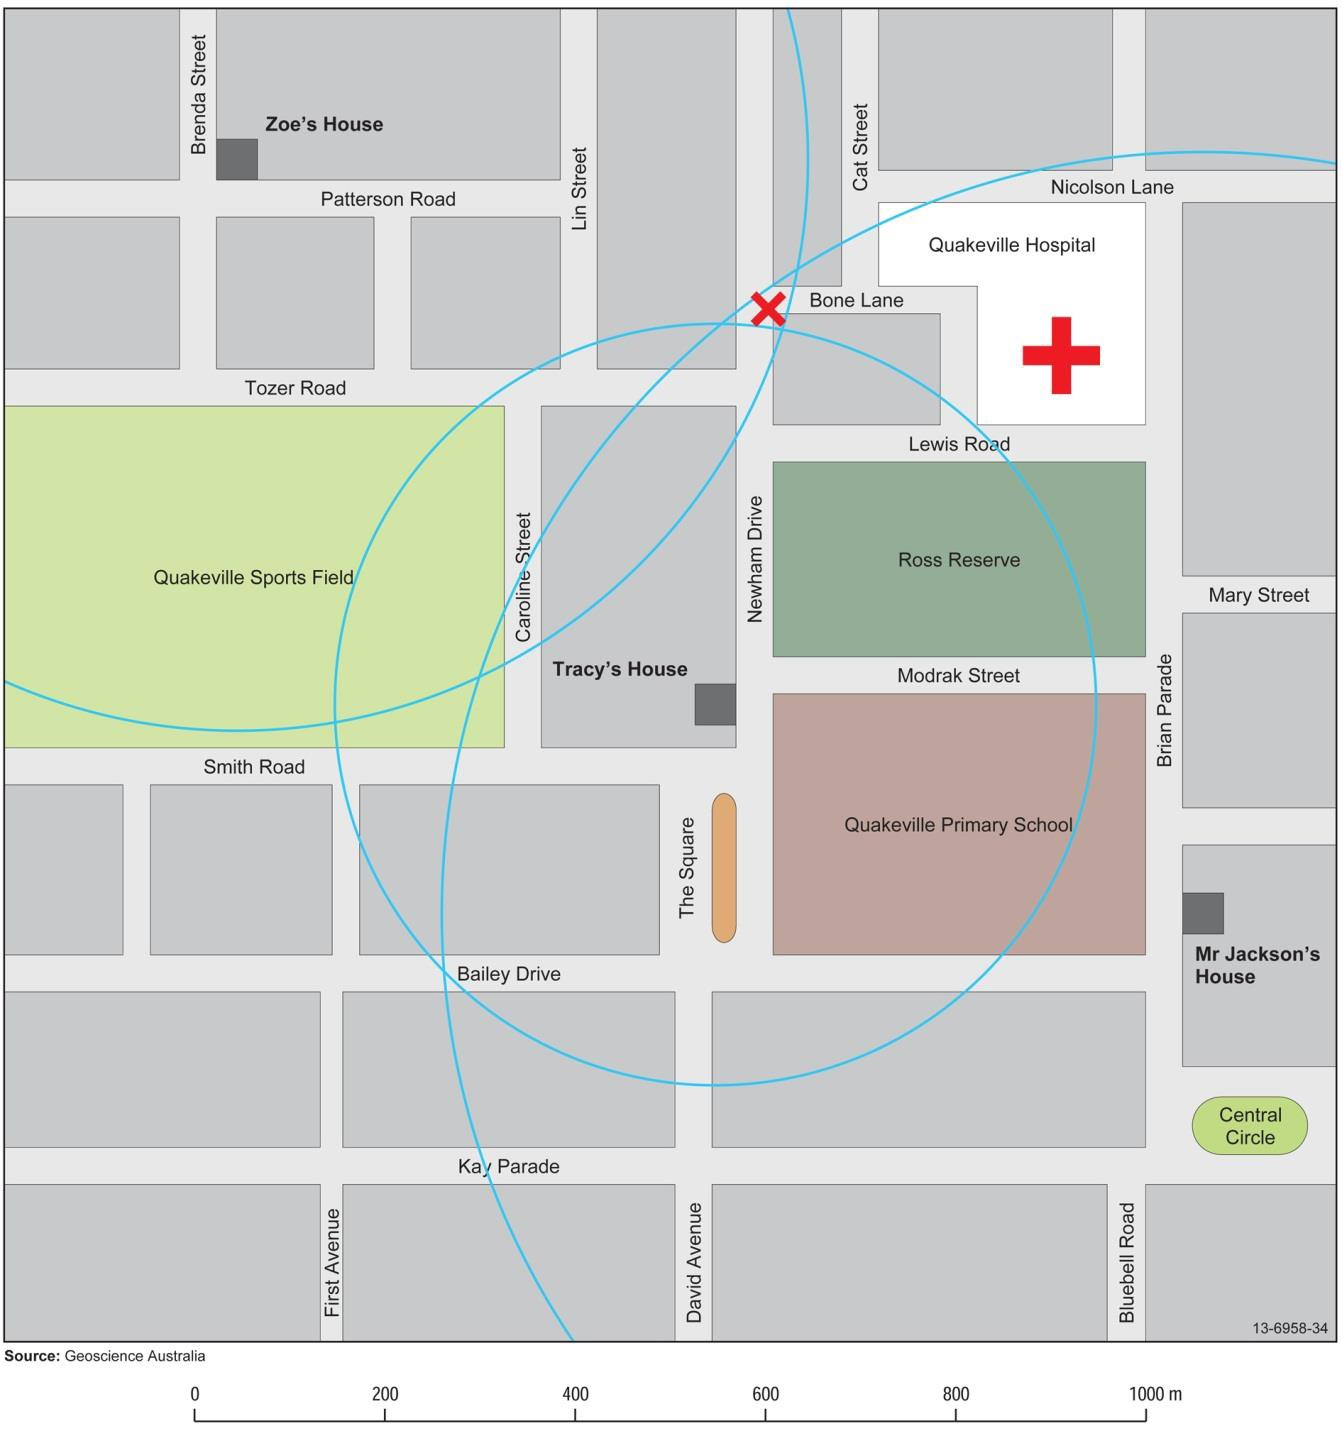 Brenda Street
Zoe's House
Cat Street
Lin Street
Nicolson Lane
Patterson Road
Quakeville Hospital
Bone Lane
Tozer Road
Lewis Road
Newham Drive
Ross Reserve
Caroline Street
Quakeville Sports Field
Mary Street
Tracy's House
Modrak Street
Brian Parade
Smith Road
Quakeville Primary School
The Square
Mr Jackson's
House
Bailey Drive
Central
Circle
Kay Parade
First Avenue
David Avenue
Bluebell Road
13-6958-34
Source: Geoscience Australia
0 200 400 600 800 1000 m